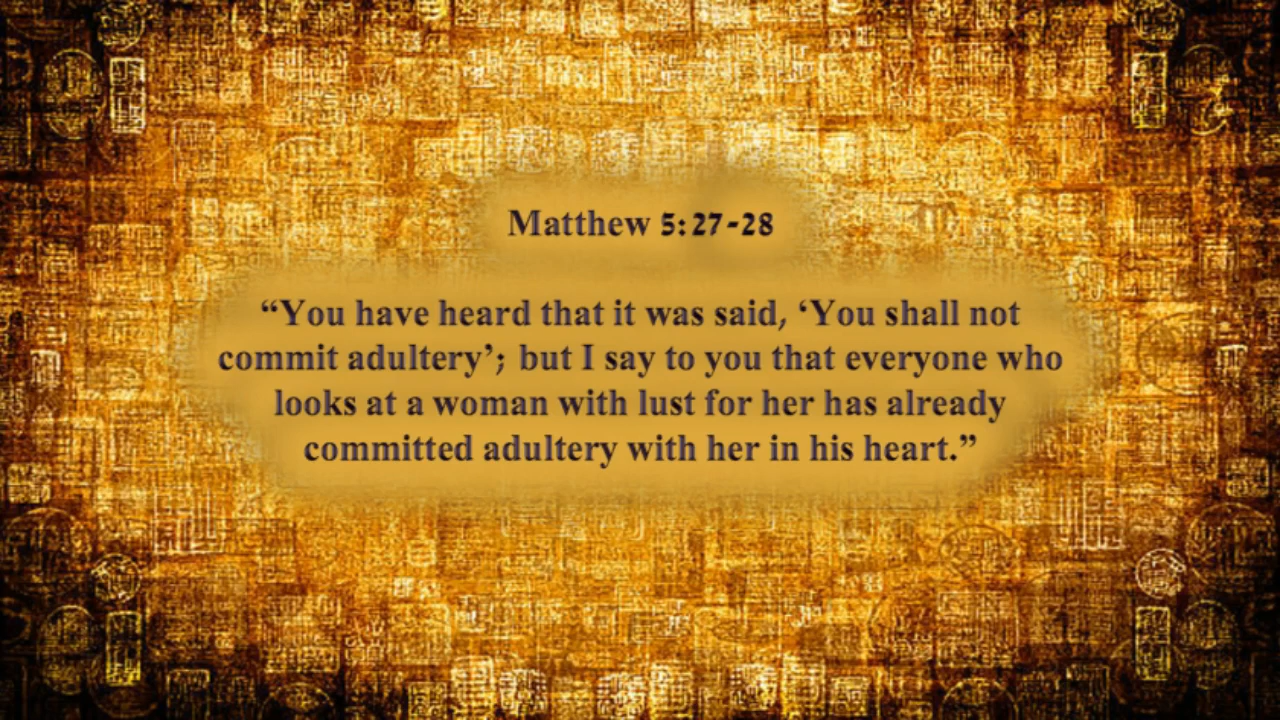 Matthew 5:27-28
“You have heard that it was said, ‘You shall not
commit adultery’; but I say to you that everyone who
looks at a woman with lust for her has already
committed adultery with her in his heart.”